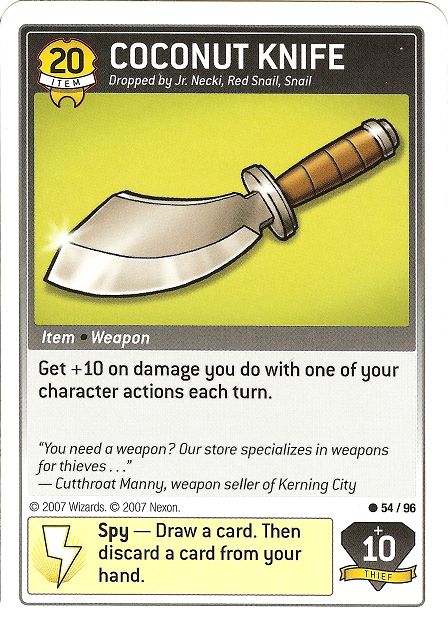 20
ITEM
COCONUT KNIFE
Dropped by Jr. Necki, Red Snail, Snail
Item • Weapon
Get +10 on damage you do with one of your
character actions each turn.
"You need a weapon? Our store specializes in weapons
for thieves . . ."
— Cutthroat Manny, weapon seller of Kerning City
© 2007 Wizards. © 2007 Nexon.
● 54 / 96
Spy — Draw a card. Then
discard a card from your
hand.
+
10
THIEF